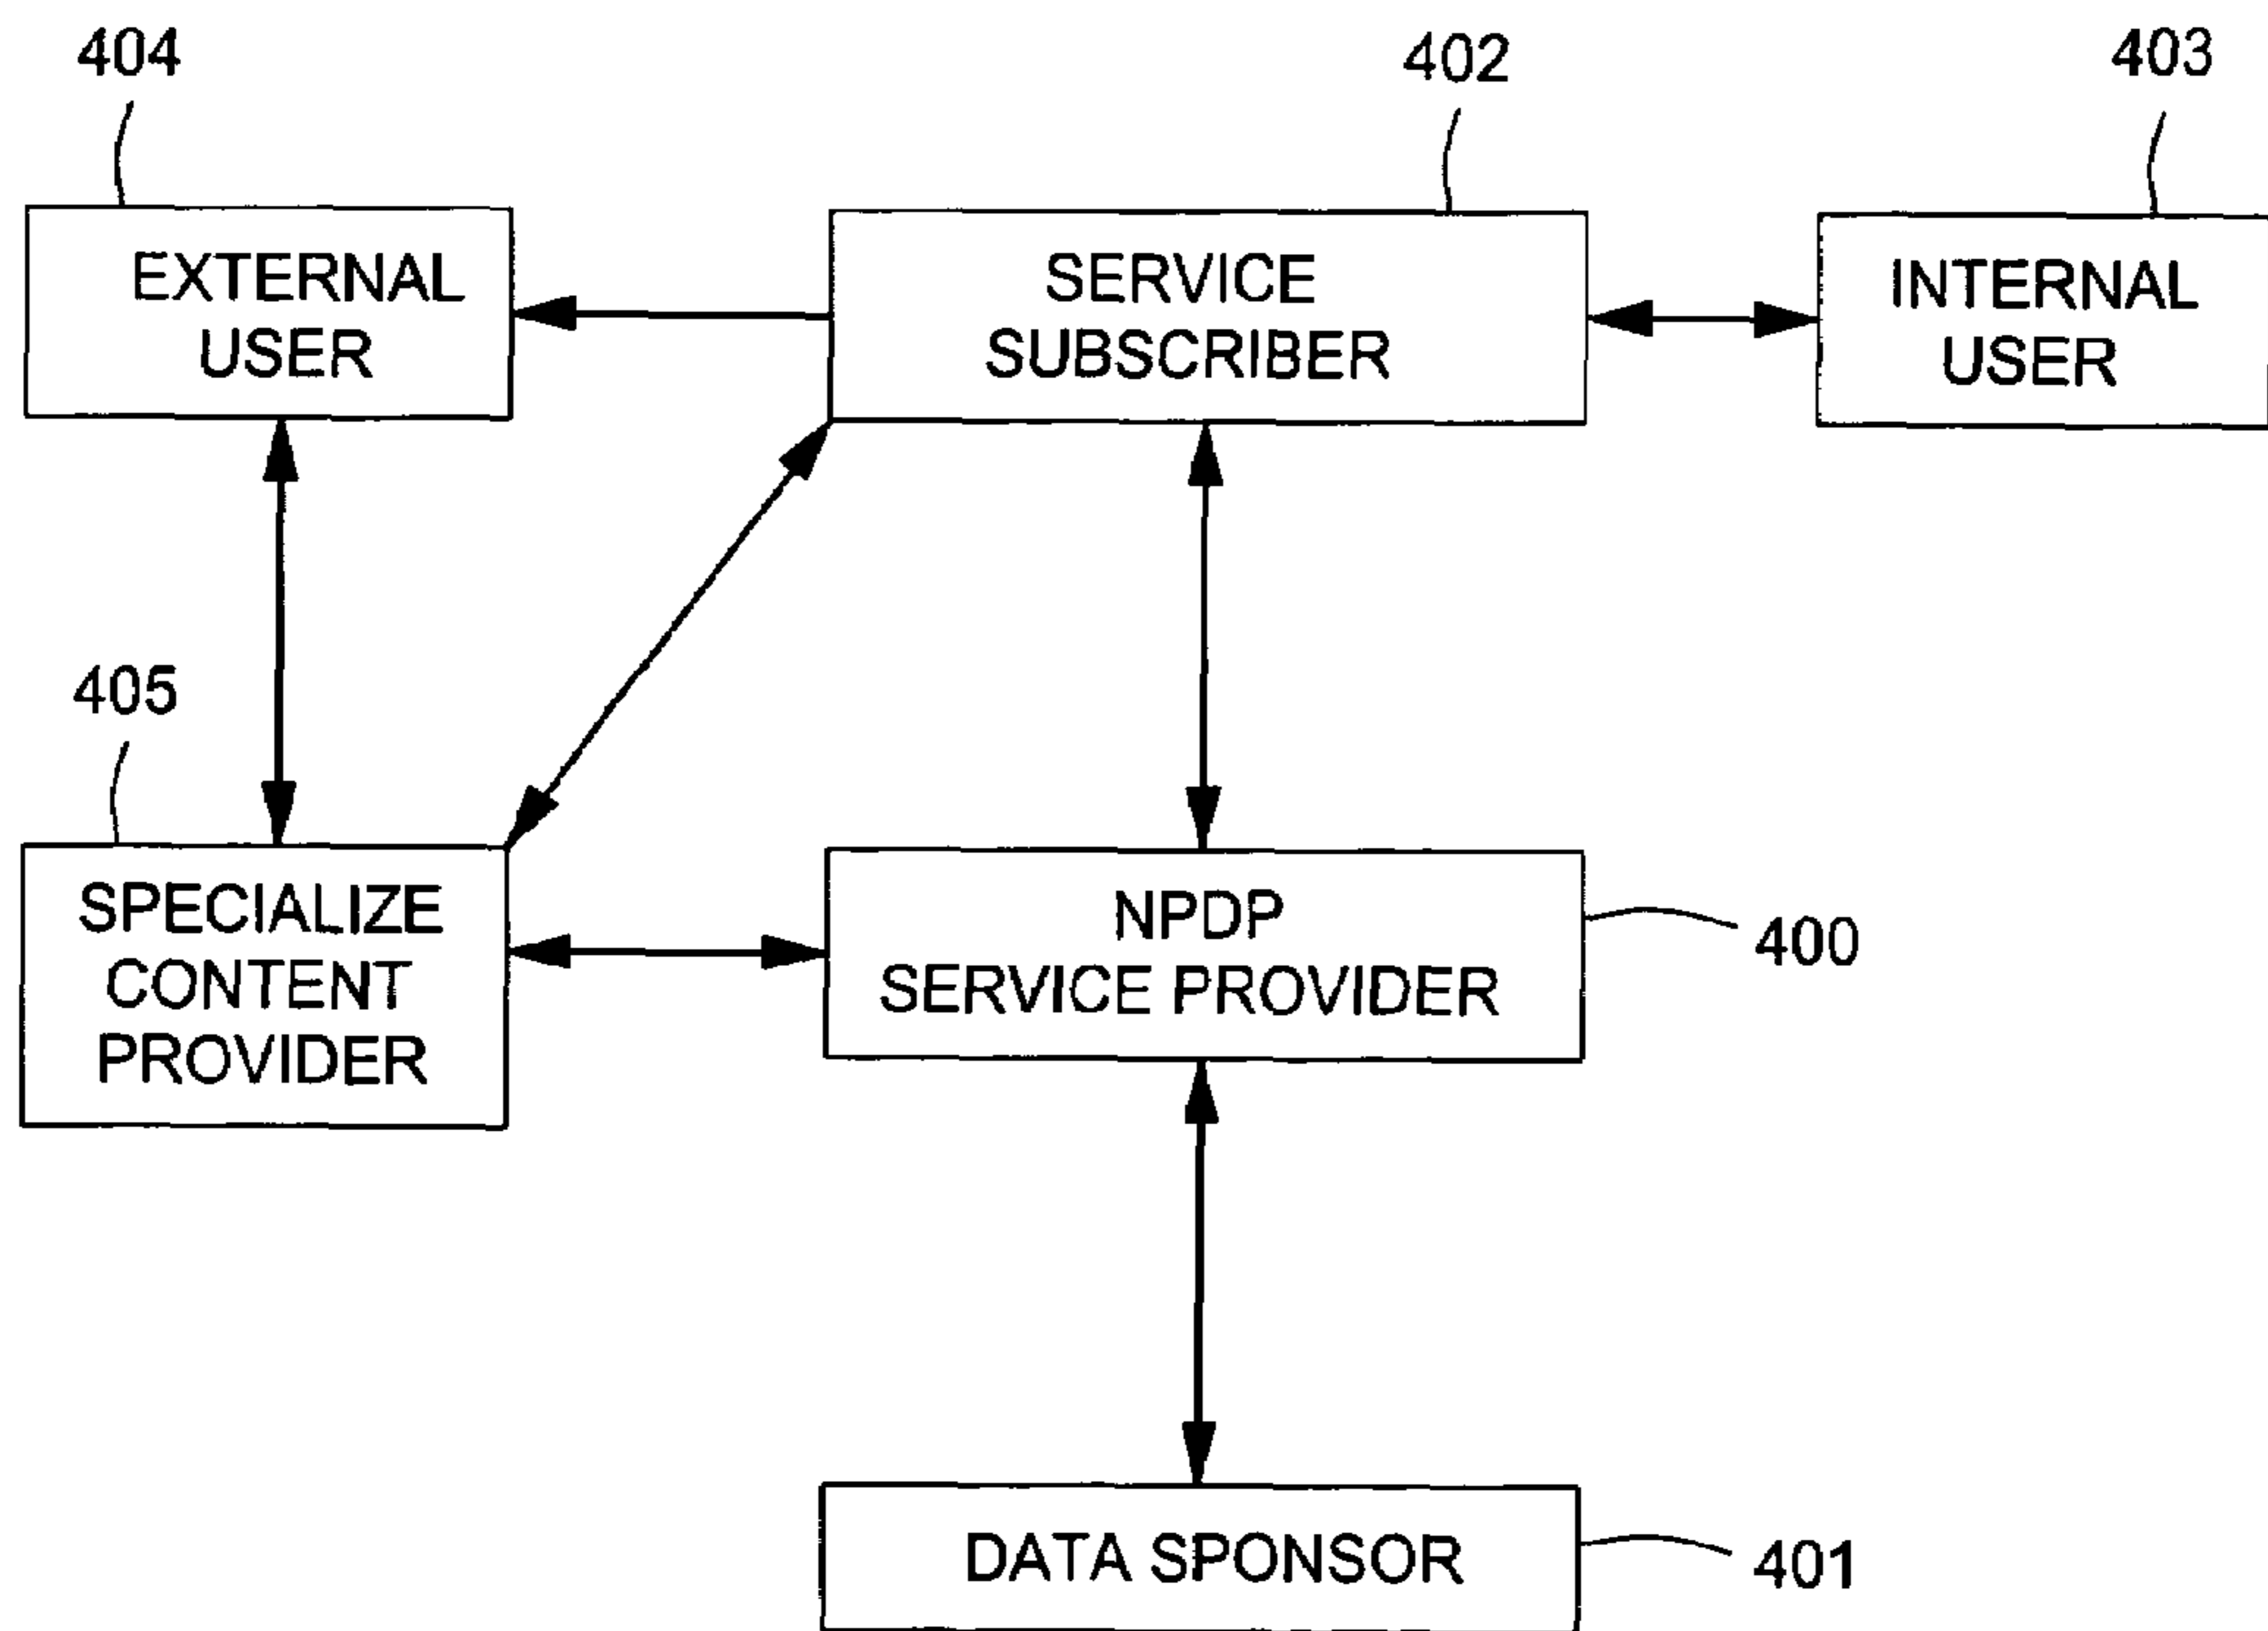 404
402
403
EXTERNAL
USER
SERVICE
SUBSCRIBER
INTERNAL
USER
405
SPECIALIZE
CONTENT
PROVIDER
NPDP
SERVICE PROVIDER
400
DATA SPONSOR
401